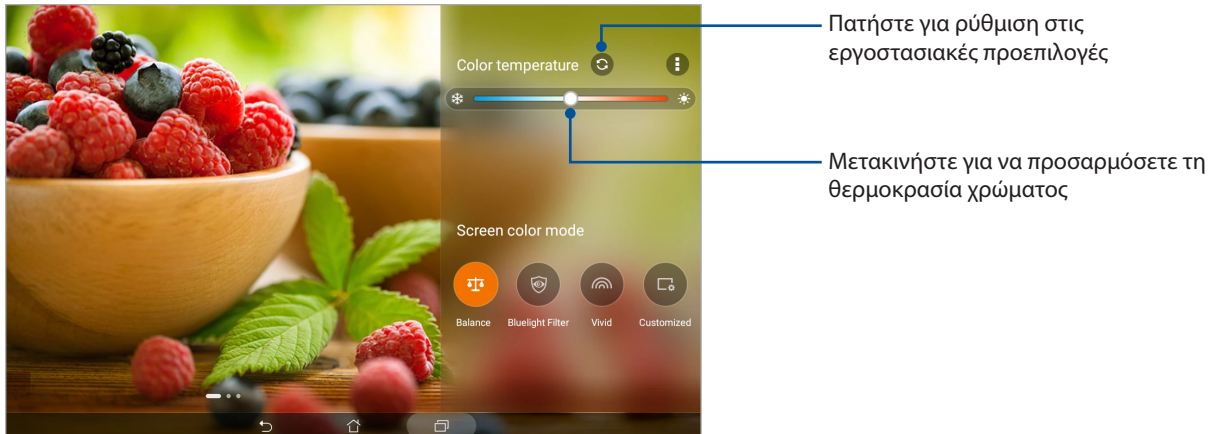 Πατήστε για ρύθμιση στις
εργοστασιακές προεπιλογές
Color temperature
Μετακινήστε για να προσαρμόσετε τη
θερμοκρασία χρώματος
Screen color mode
Balance Bluelight Filter Vivid Customized